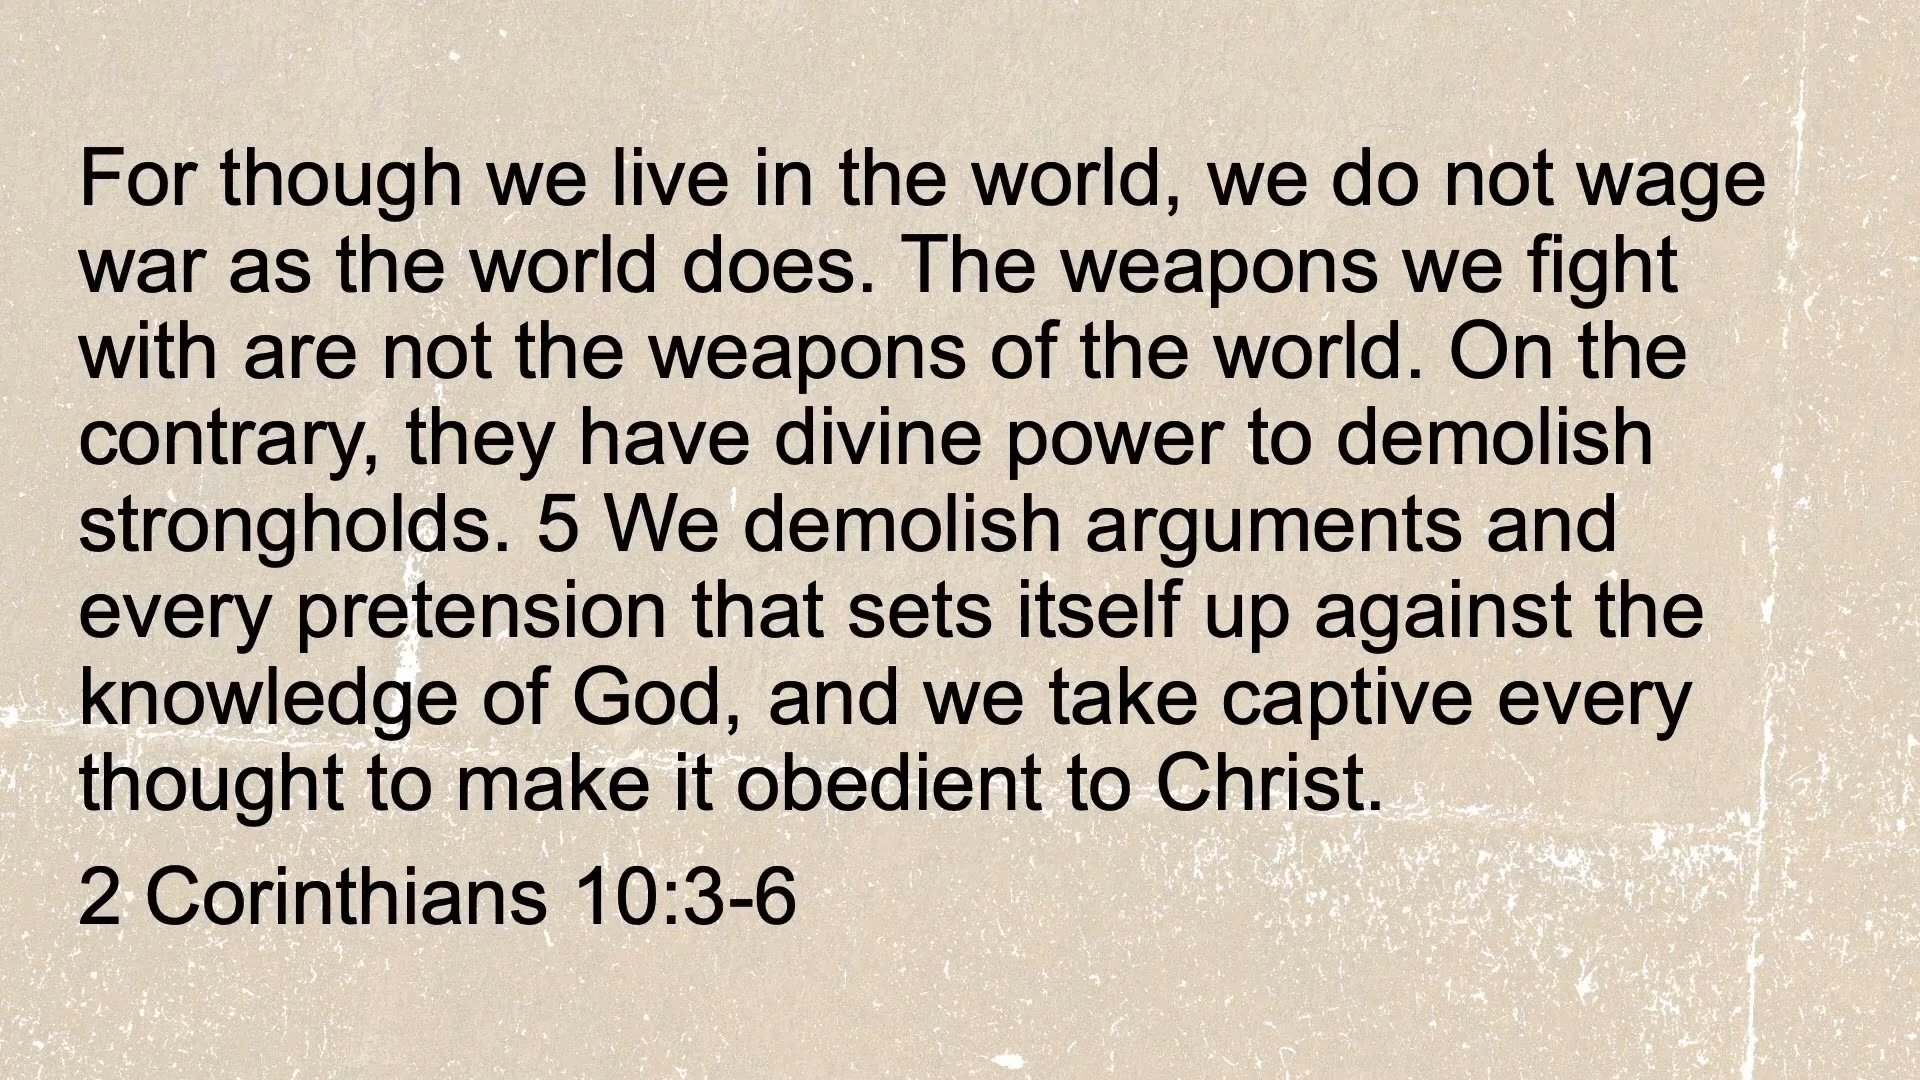 For though we live in the world, we do not wage
war as the world does. The weapons we fight
with are not the weapons of the world. On the
contrary, they have divine power to demolish
strongholds. 5 We demolish arguments and
every pretension that sets itself up against the
knowledge of God, and we take captive every
thought to make it obedient to Christ.
2 Corinthians 10:3-6